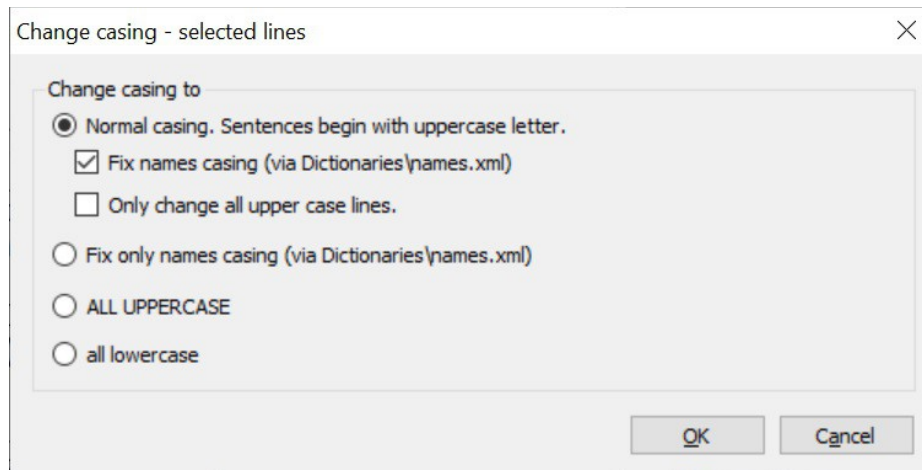 Change casing - selected lines
Change casing to
Normal casing. Sentences begin with uppercase letter.
Fix names casing (via Dictionaries\names.xml)
Only change all upper case lines.
Fix only names casing (via Dictionaries\names.xml)
ALL UPPERCASE
all lowercase
OK Cancel